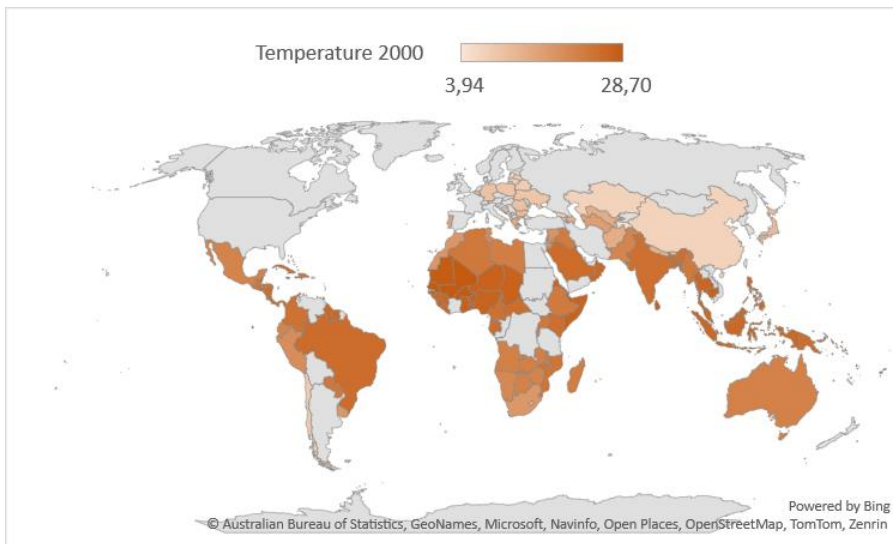 Temperature 2000
3,94 28,70
Powered by Bing
© Australian Bureau of Statistics, GeoNames, Microsoft, Navinfo, Open Places, OpenStreetMap, TomTom, Zenrin